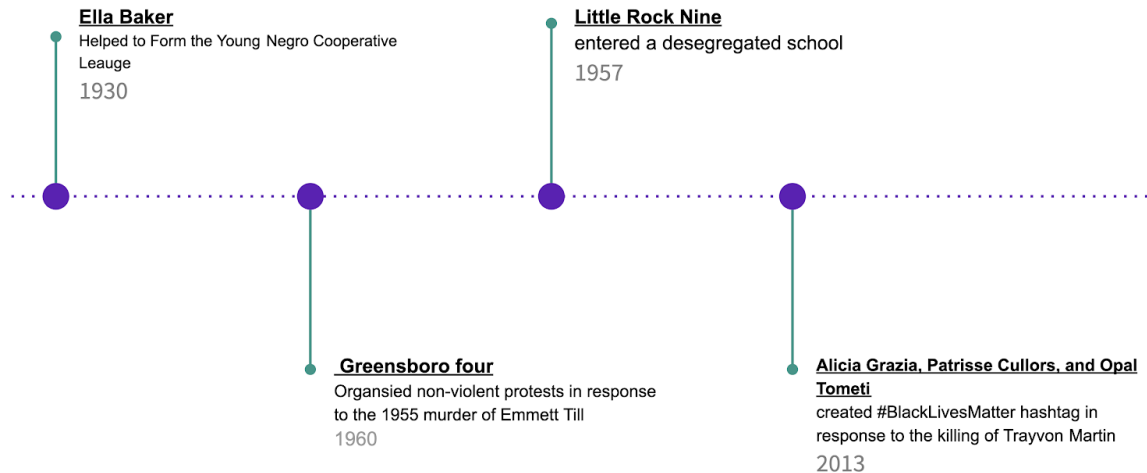 Ella Baker
Helped to Form the Young Negro Cooperative
Leauge
1930
Greensboro four
Organsied non-violent protests in response
to the 1955 murder of Emmett Till
1960
Little Rock Nine
entered a desegregated school
1957
Alicia Grazia, Patrisse Cullors, and Opal
Tometi
created #BlackLivesMatter hashtag in
response to the killing of Trayvon Martin
2013